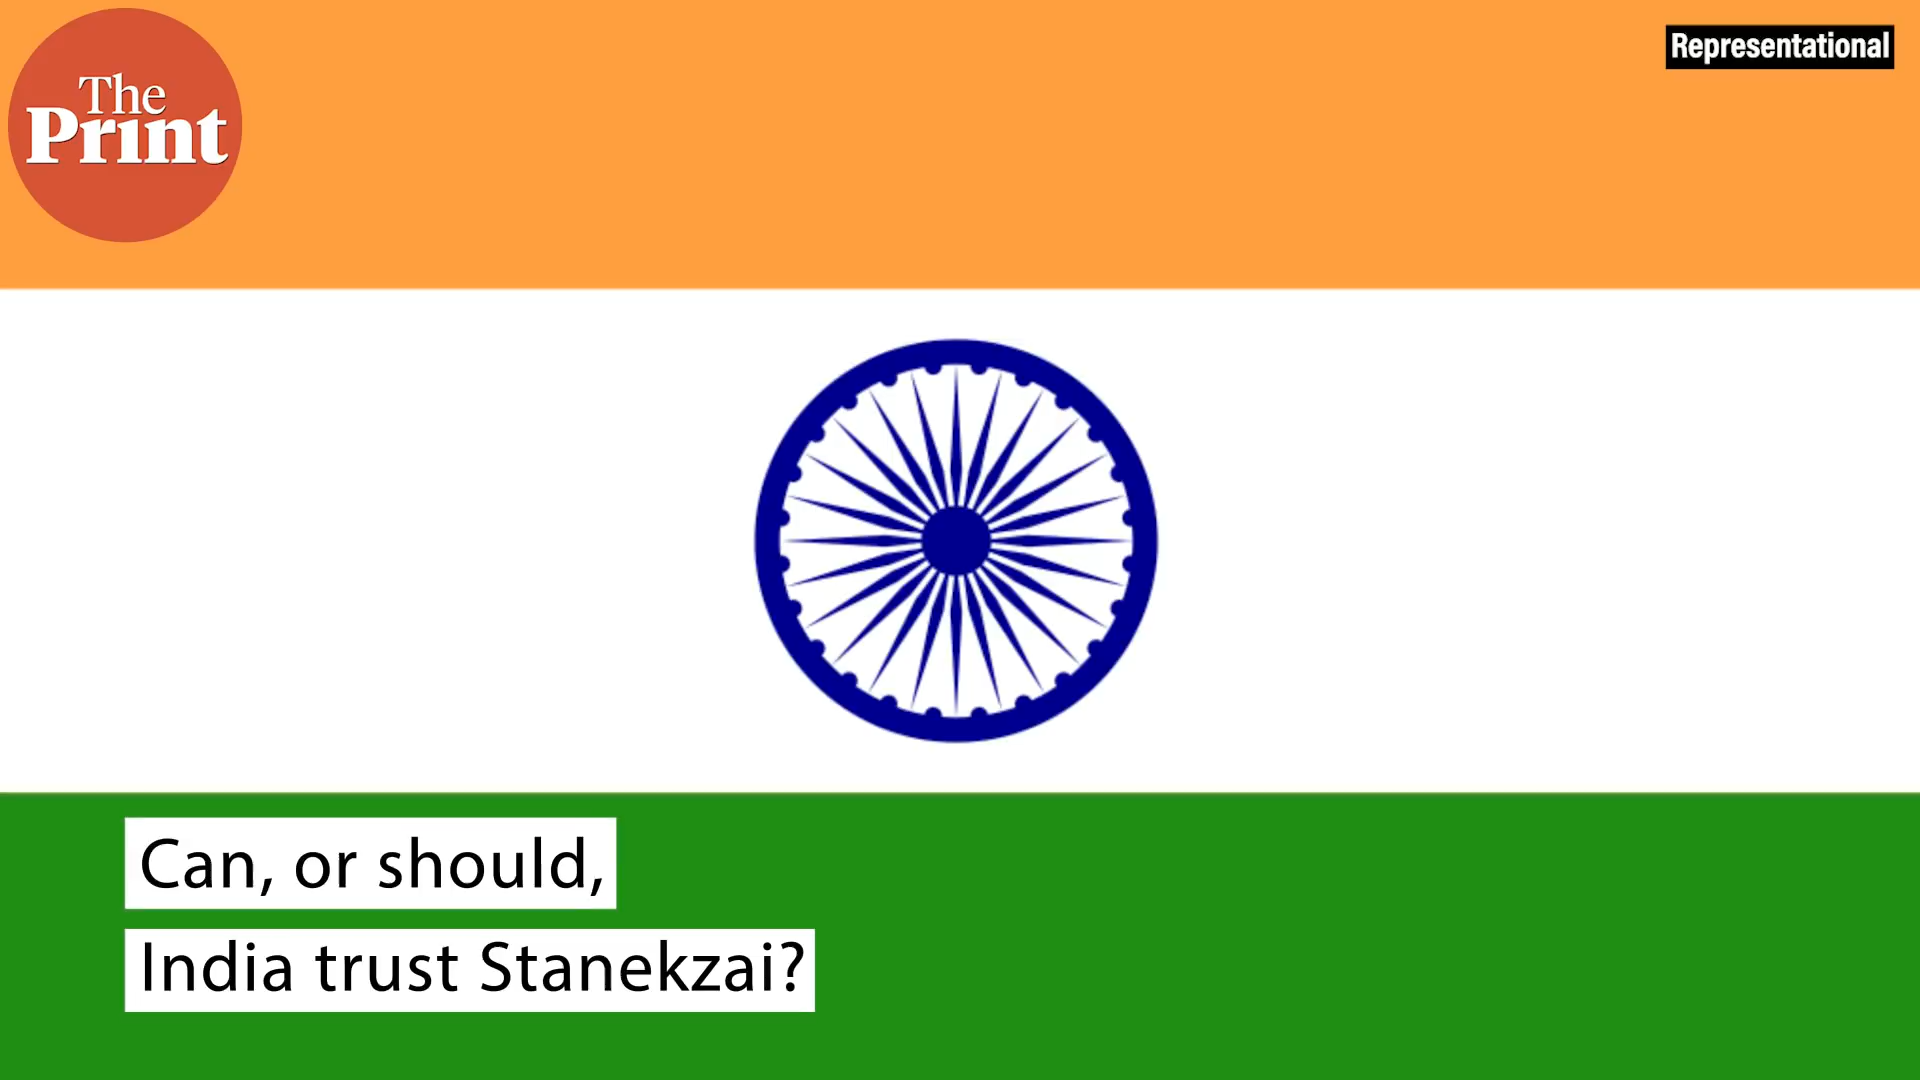 The
Print
Representational
Can, or should,
India trust Stanekzai?